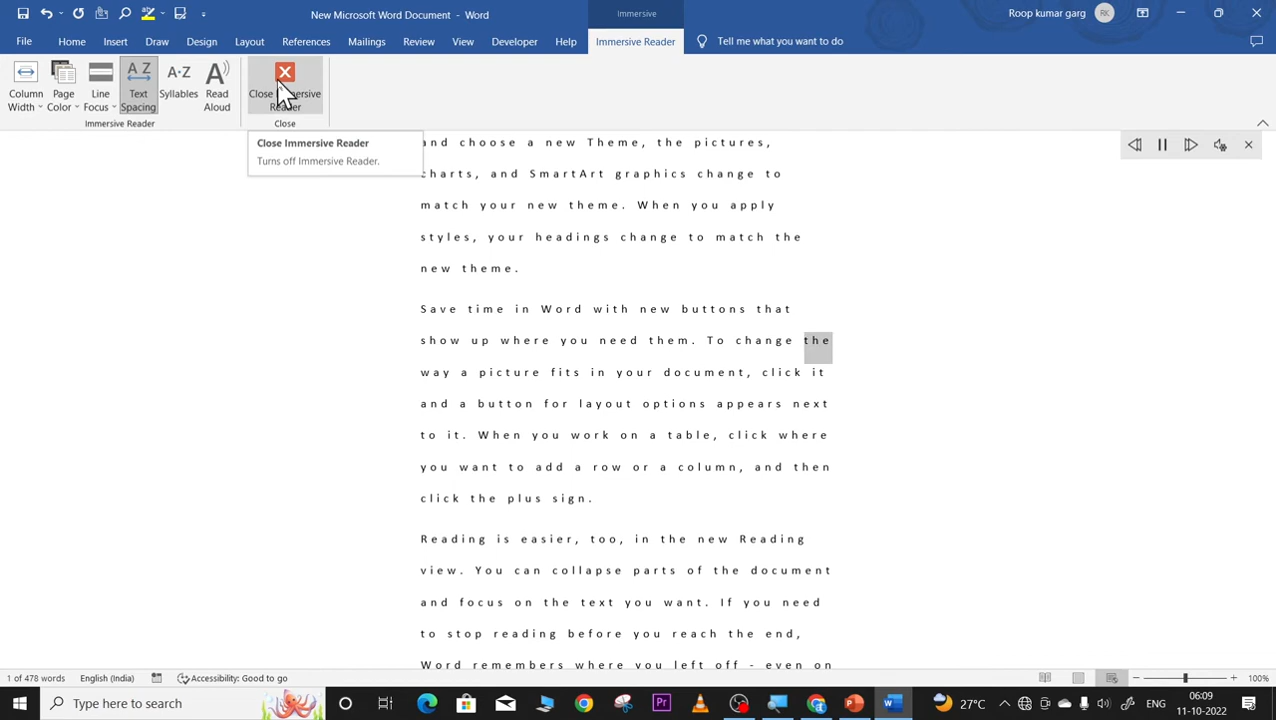 New Microsoft Word Document - Word
Immersive
Roop kumar garg
RK
File
Home
Insert
Draw
Design
Layout
References
Mailings
Review
View
Developer
Help
Immersive Reader
Tell me what you want to do
Column
Width
Page
Color
Line
Focus
Text
Spacing
Syllables
Read
Aloud
Close Immersive
Reader
Immersive Reader
Close
Close Immersive Reader
Turns off Immersive Reader.
and choose a new Theme, the pictures,
charts, and SmartArt graphics change to
match your new theme. When you apply
styles, your headings change to match the
new theme.
Save time in Word with new buttons that
show up where you need them. To change the
way a picture fits in your document, click it
and a button for layout options appears next
to it. When you work on a table, click where
you want to add a row or a column, and then
click the plus sign.
Reading is easier, too, in the new Reading
view. You can collapse parts of the document
and focus on the text you want. If you need
to stop reading before you reach the end,
Word remembers where you left off - even on
1 of 478 words
English (India)
Accessibility: Good to go
100%
Type here to search
27°C
06:09
11-10-2022